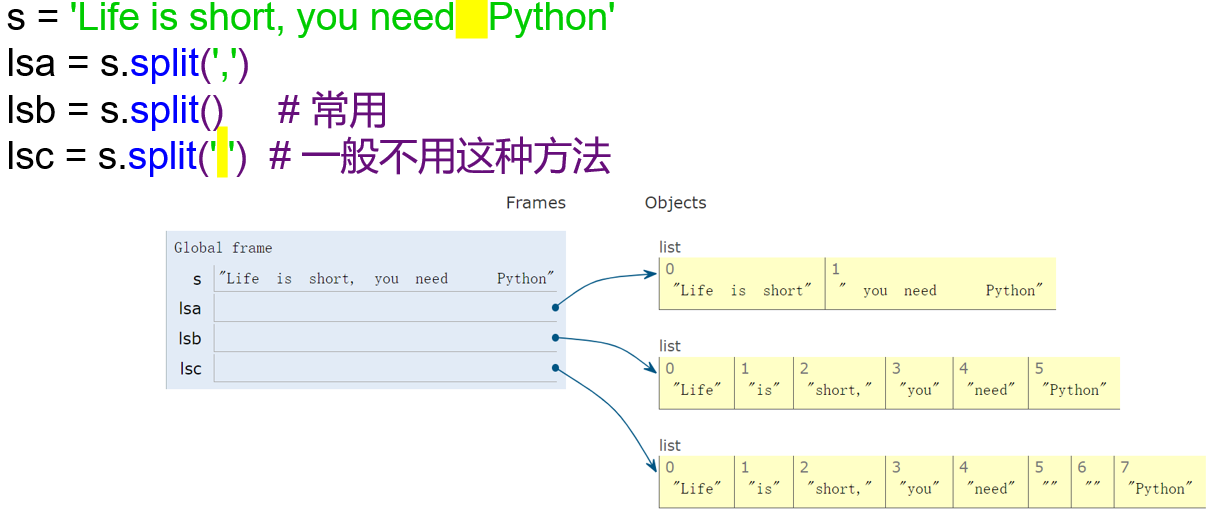 s = 'Life is short, you need   Python'
lsa = s.split(',')
lsb = s.split()     # 常用
lsc = s.split(' ')  # 一般不用这种方法
Frames Objects
Global frame
s "Life is short, you need   Python"
lsa
lsb
lsc
list
0 1
"Life is short" " you need   Python"
list
0 1 2 3 4 5
"Life" "is" "short," "you" "need" "Python"
list
0 1 2 3 4 5 6 7
"Life" "is" "short," "you" "need" "" "" "Python"